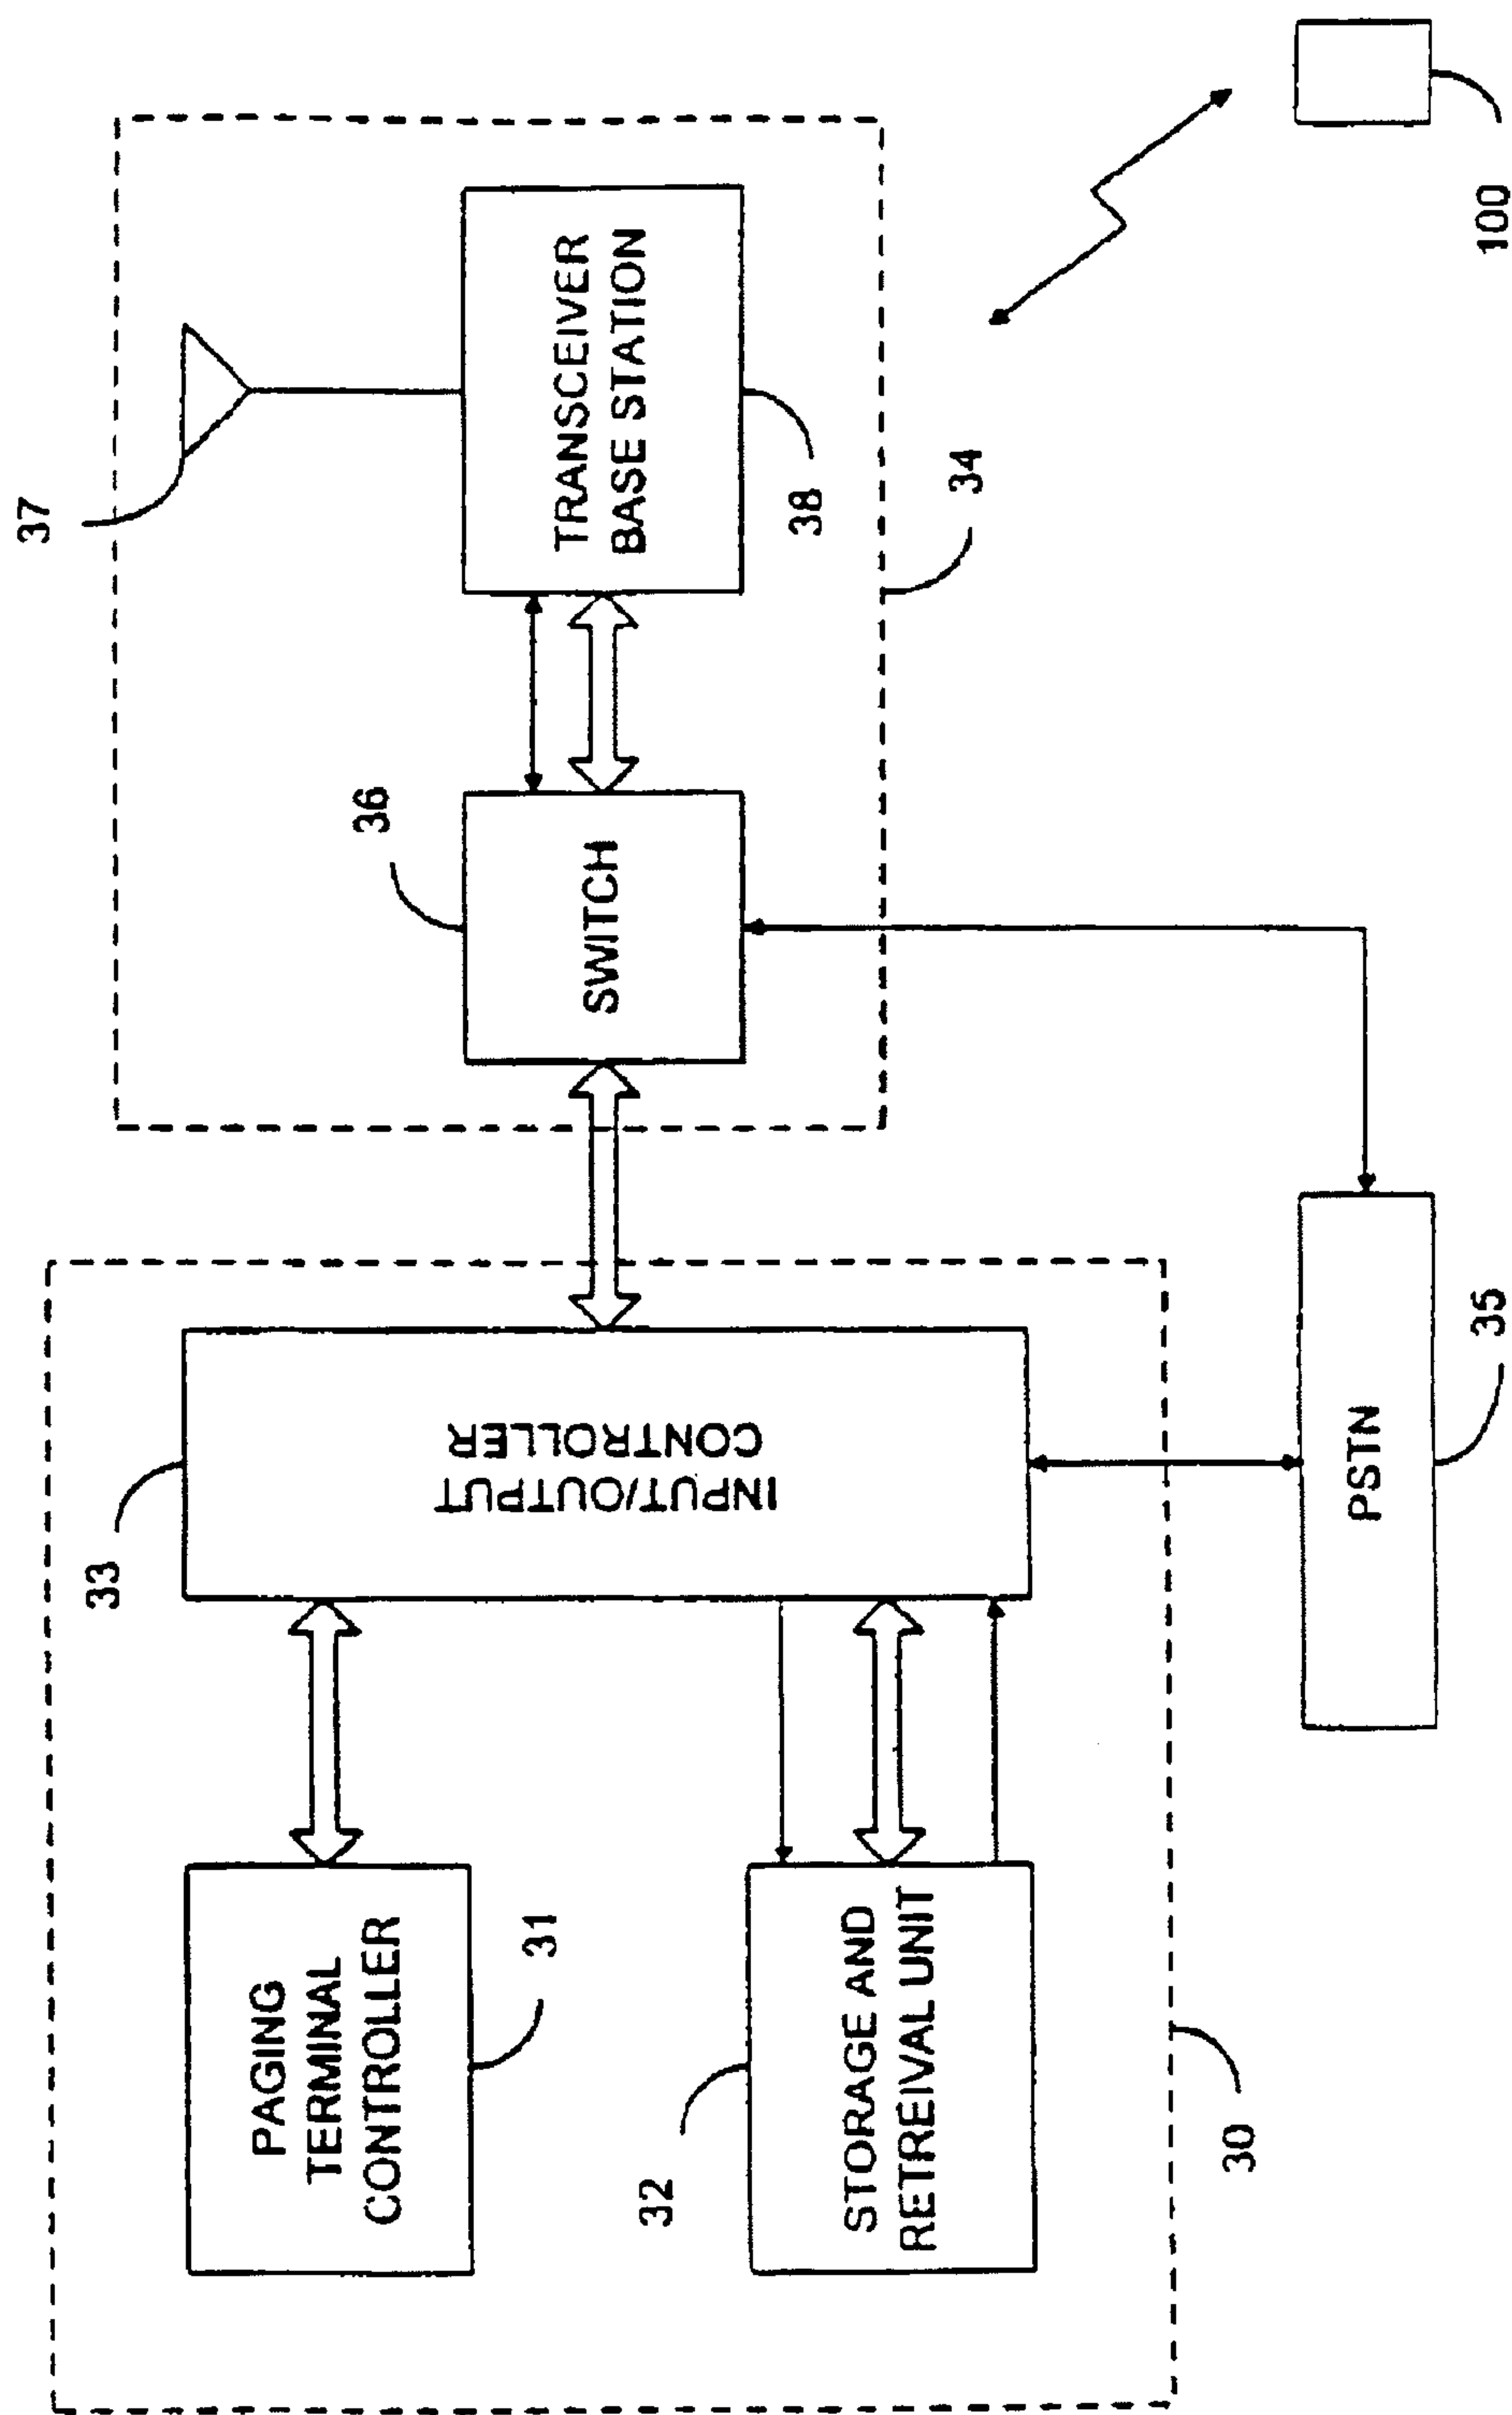 37
36
33
TRANSCEIVER
BASE STATION
SWITCH
INPUT/OUTPUT
CONTROLLER
PAGING
TERMINAL
CONTROLLER
38
31
34
32
STORAGE AND
RETREIVAL UNIT
100
30
PSTN
35